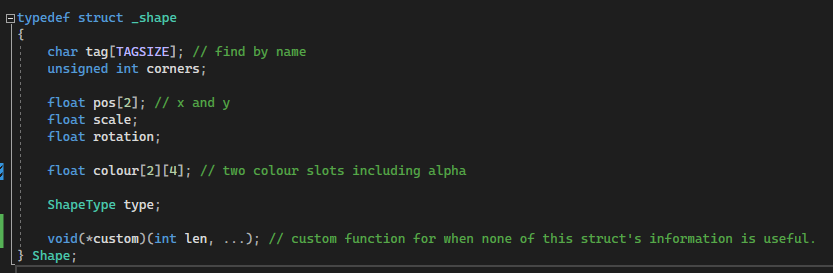 typedef struct _shape
{
    char tag[TAGSIZE]; // find by name
    unsigned int corners;

    float pos[2]; // x and y
    float scale;
    float rotation;

    float colour[2][4]; // two colour slots including alpha

    ShapeType type;

    void(*custom)(int len, ...); // custom function for when none of this struct's information is useful.
} Shape;